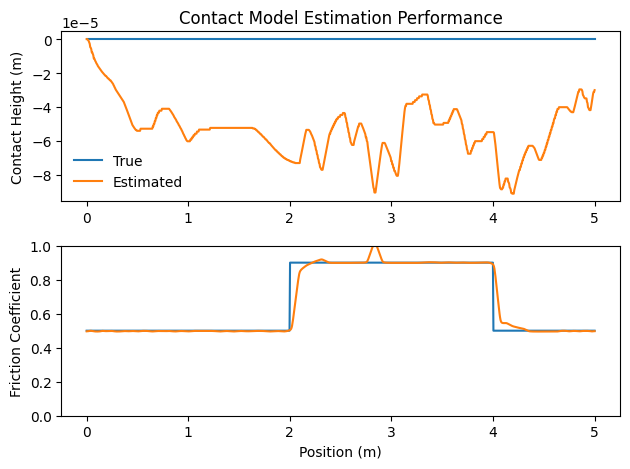 Contact Model Estimation Performance
1e−5
Contact Height (m)
0
−2
−4
−6
−8
True
Estimated
0 1 2 3 4 5
Friction Coefficient
1.0
0.8
0.6
0.4
0.2
0.0
0 1 2 3 4 5
Position (m)